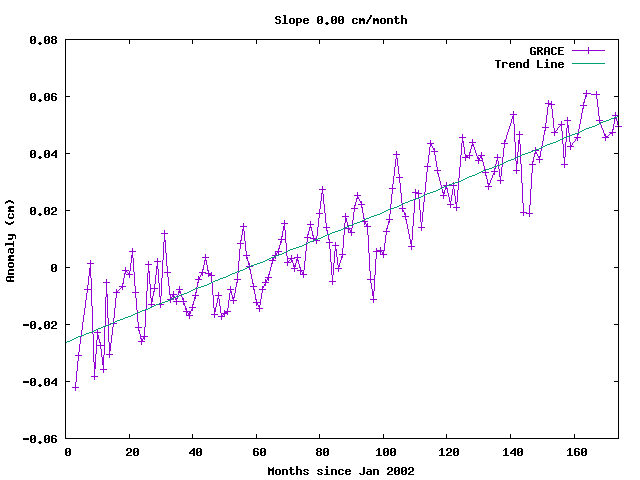 Slope 0.00 cm/month
0.08
GRACE
Trend Line
0.06
0.04
0.02
0
-0.02
-0.04
-0.06
Anomaly (cm)
0 20 40 60 80 100 120 140 160
Months since Jan 2002